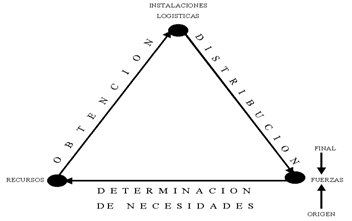 INSTALACIONES
LOGISTICAS
OBTENCION
DISTRIBUCION
FINAL
RECURSOS
FUERZAS
DETERMINACION
DE NECESIDADES
ORIGEN